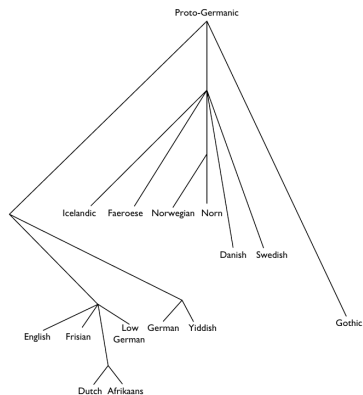 Proto-Germanic
Icelandic Faeroese Norwegian Norn
Danish Swedish
English Frisian Low German German Yiddish
Gothic
Dutch Afrikaans